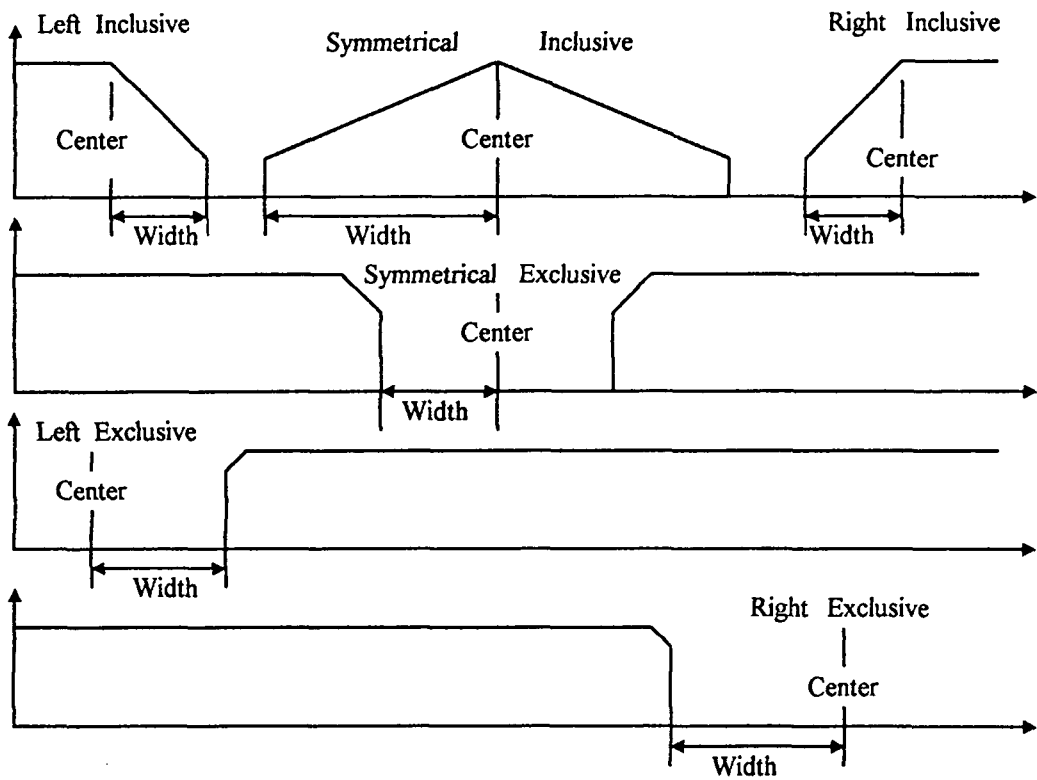 Left Inclusive
Symmetrical Inclusive
Right Inclusive
Center
Center
Center
Width
Width
Width
Symmetrical Exclusive
Center
Width
Left Exclusive
Center
Width
Right Exclusive
Center
Width